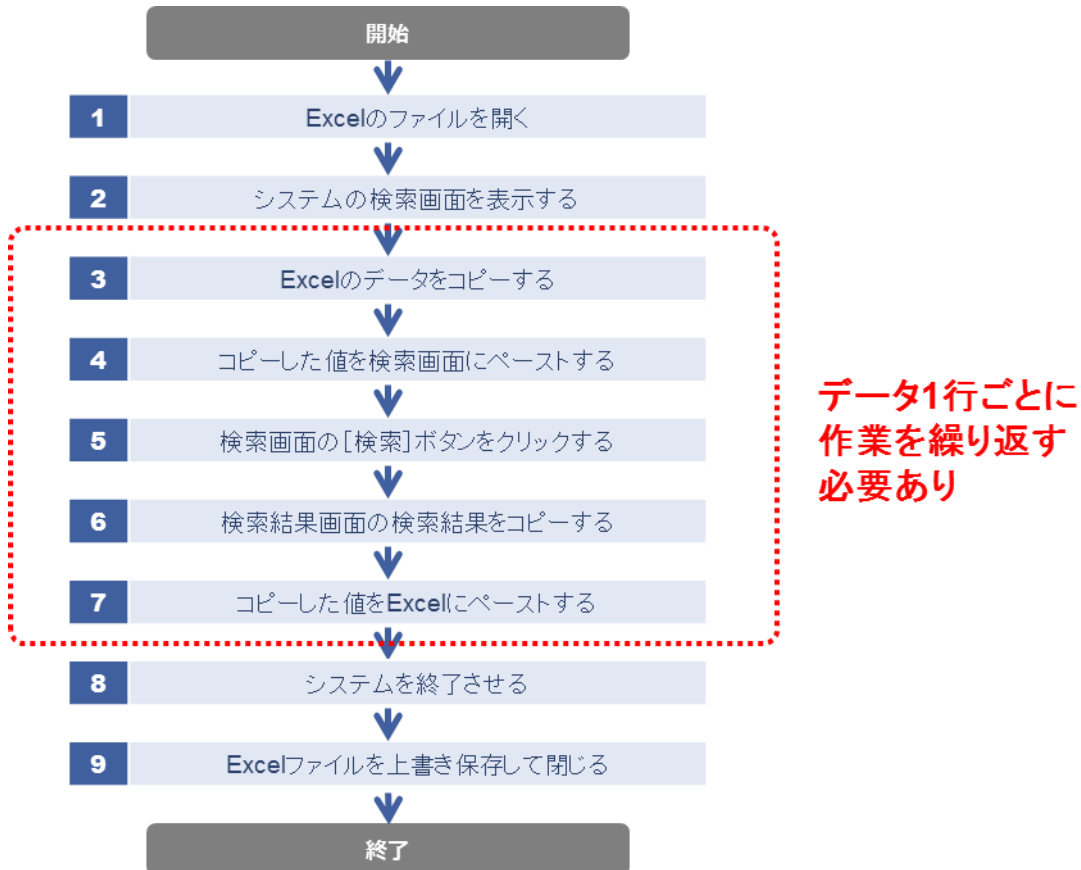 開始
1 Excelのファイルを開く
2 システムの検索画面を表示する
3 Excelのデータをコピーする
4 コピーした値を検索画面にペーストする
5 検索画面の[検索]ボタンをクリックする
6 検索結果画面の検索結果をコピーする
7 コピーした値をExcelにペーストする
データ1行ごとに
作業を繰り返す
必要あり
8 システムを終了させる
9 Excelファイルを上書き保存して閉じる
終了